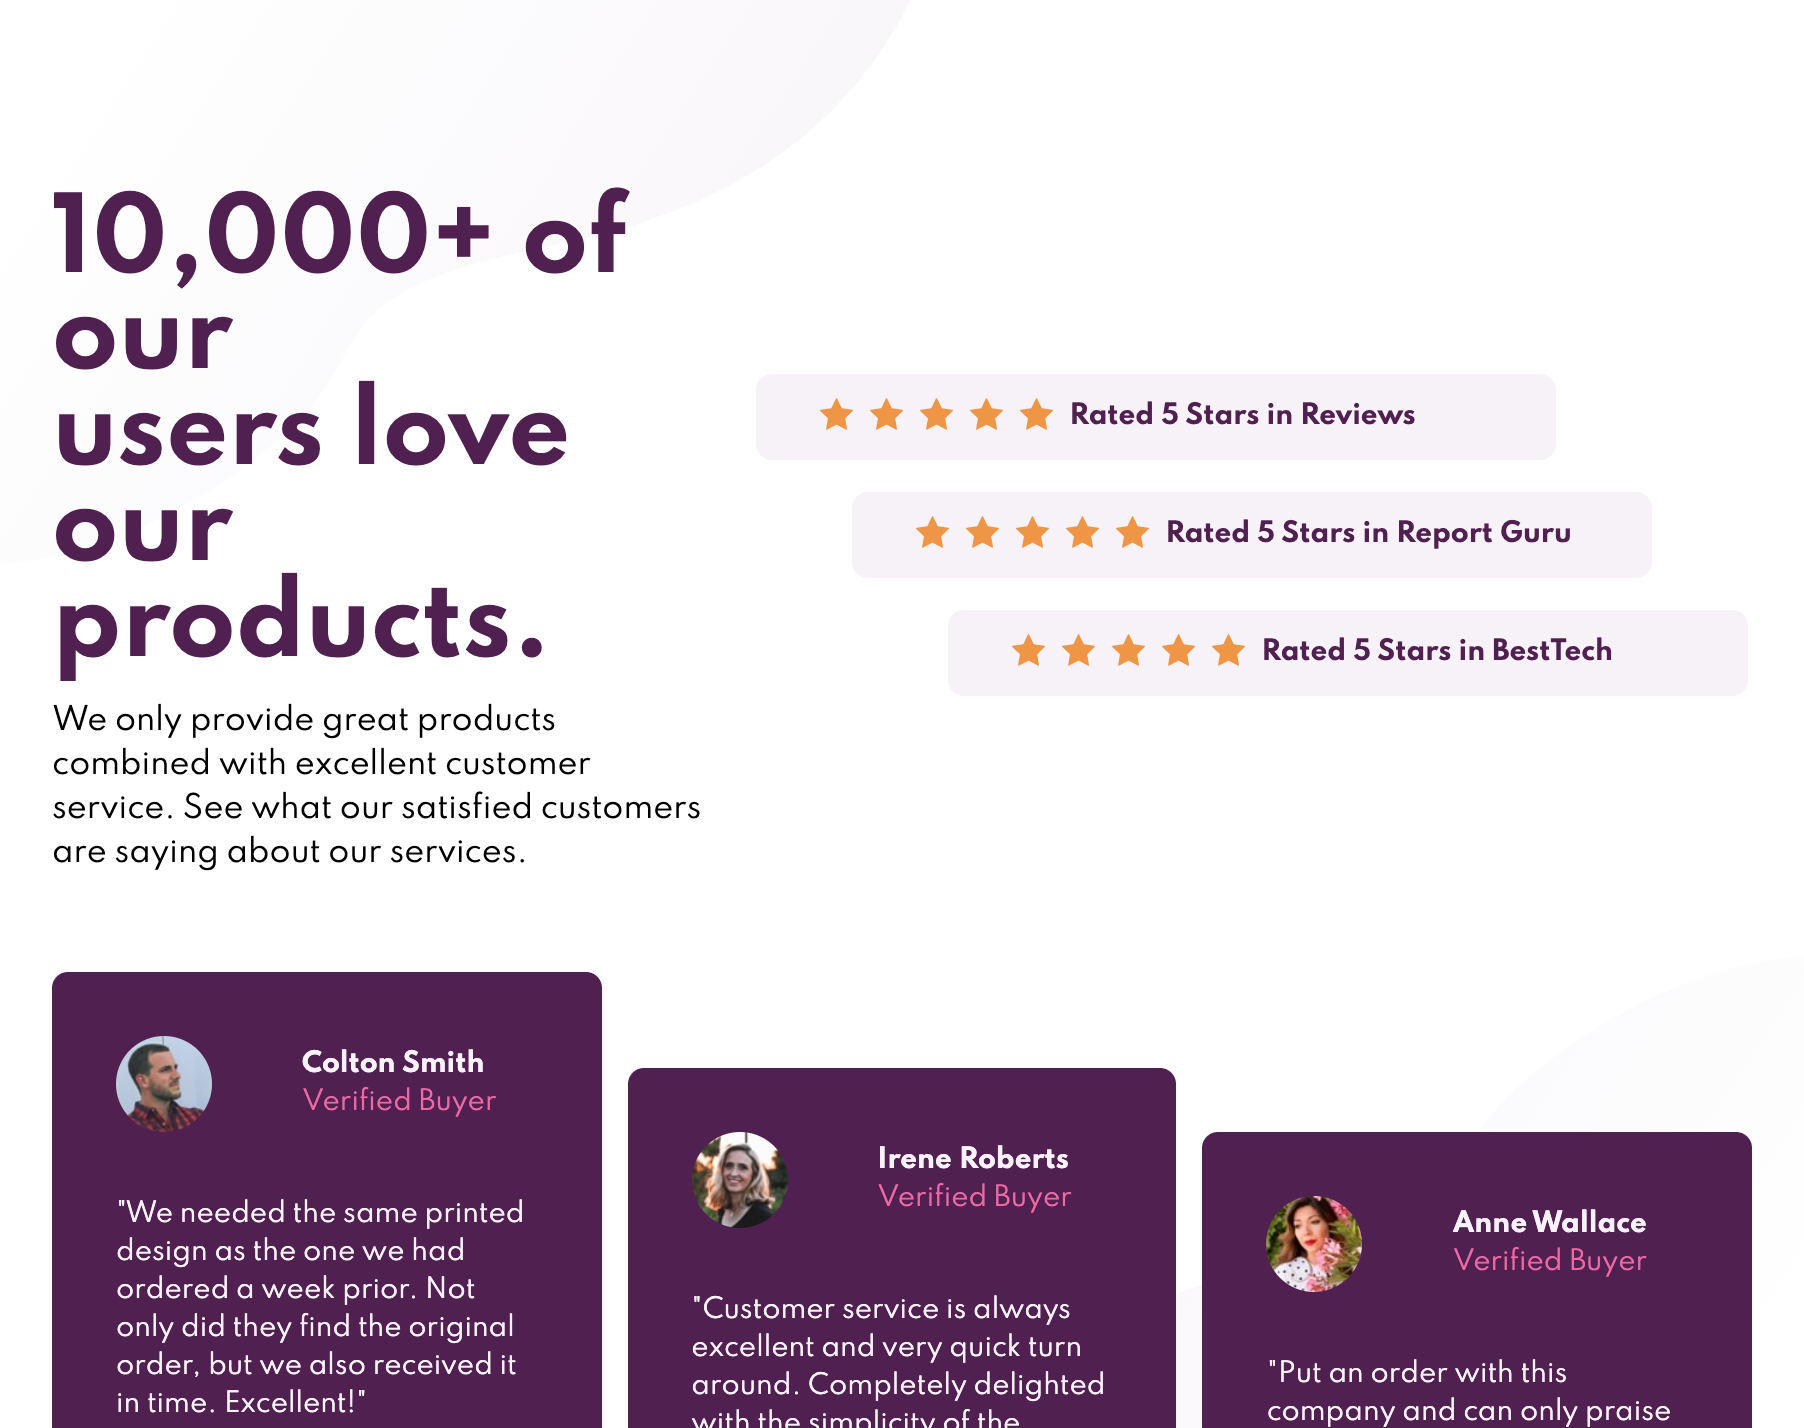 10,000+ of
our
users love
our
products.
We only provide great products
combined with excellent customer
service. See what our satisfied customers
are saying about our services.
Rated 5 Stars in Reviews
Rated 5 Stars in Report Guru
Rated 5 Stars in BestTech
Colton Smith
Verified Buyer
"We needed the same printed
design as the one we had
ordered a week prior. Not
only did they find the original
order, but we also received it
in time. Excellent!"
Irene Roberts
Verified Buyer
"Customer service is always
excellent and very quick turn
around. Completely delighted
with the simplicity of the
Anne Wallace
Verified Buyer
"Put an order with this
company and can only praise